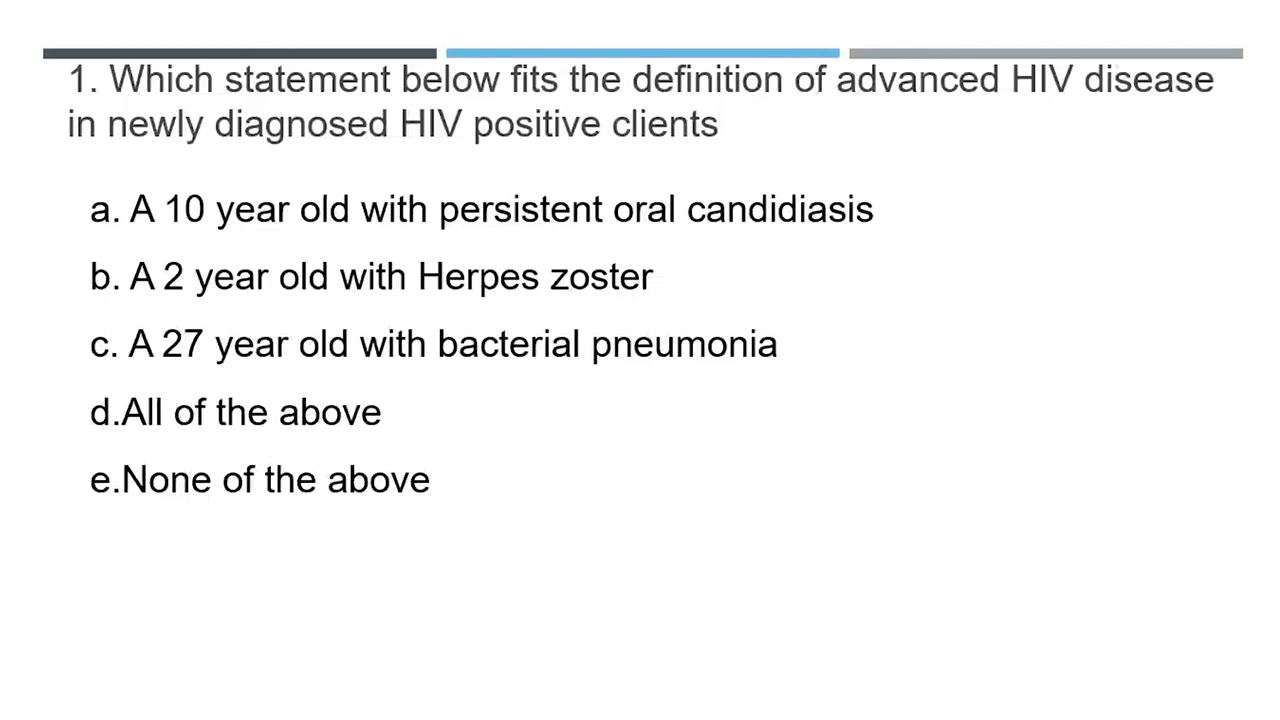 1. Which statement below fits the definition of advanced HIV disease
in newly diagnosed HIV positive clients
a. A 10 year old with persistent oral candidiasis
b. A 2 year old with Herpes zoster
c. A 27 year old with bacterial pneumonia
d.All of the above
e.None of the above